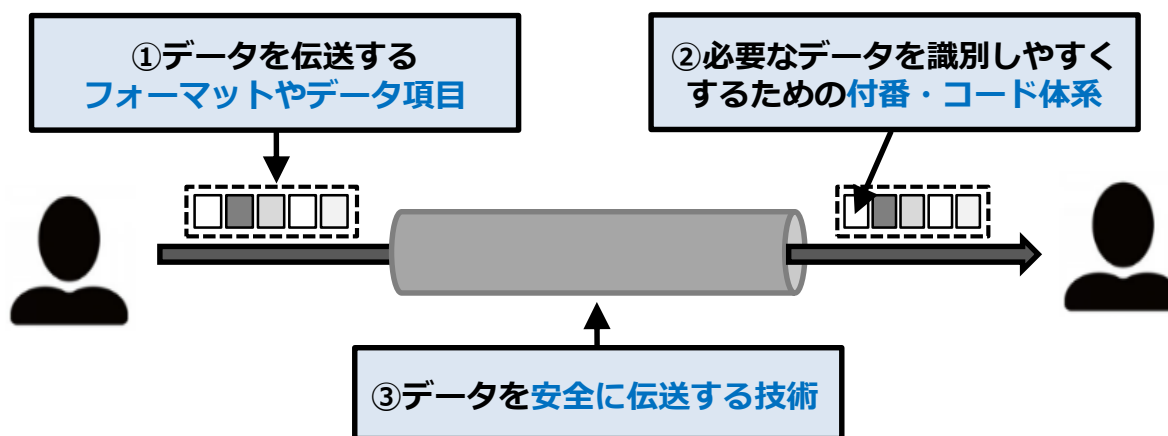 ①データを伝送する
フォーマットやデータ項目
②必要なデータを識別しやすく
するための付番・コード体系
③データを安全に伝送する技術